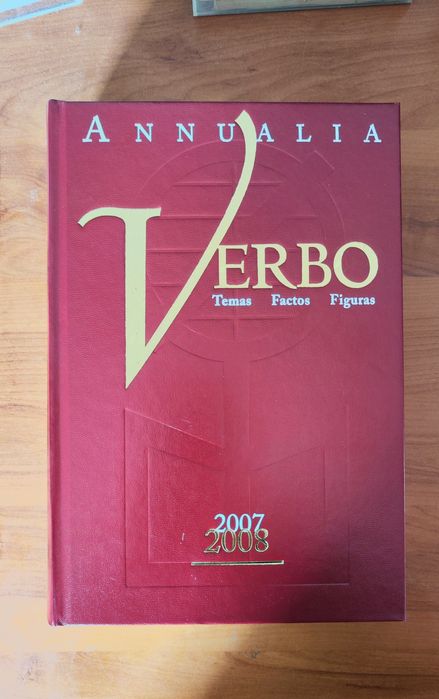 ANNUALIA
VERBO
Temas Factos Figuras
2007
2008